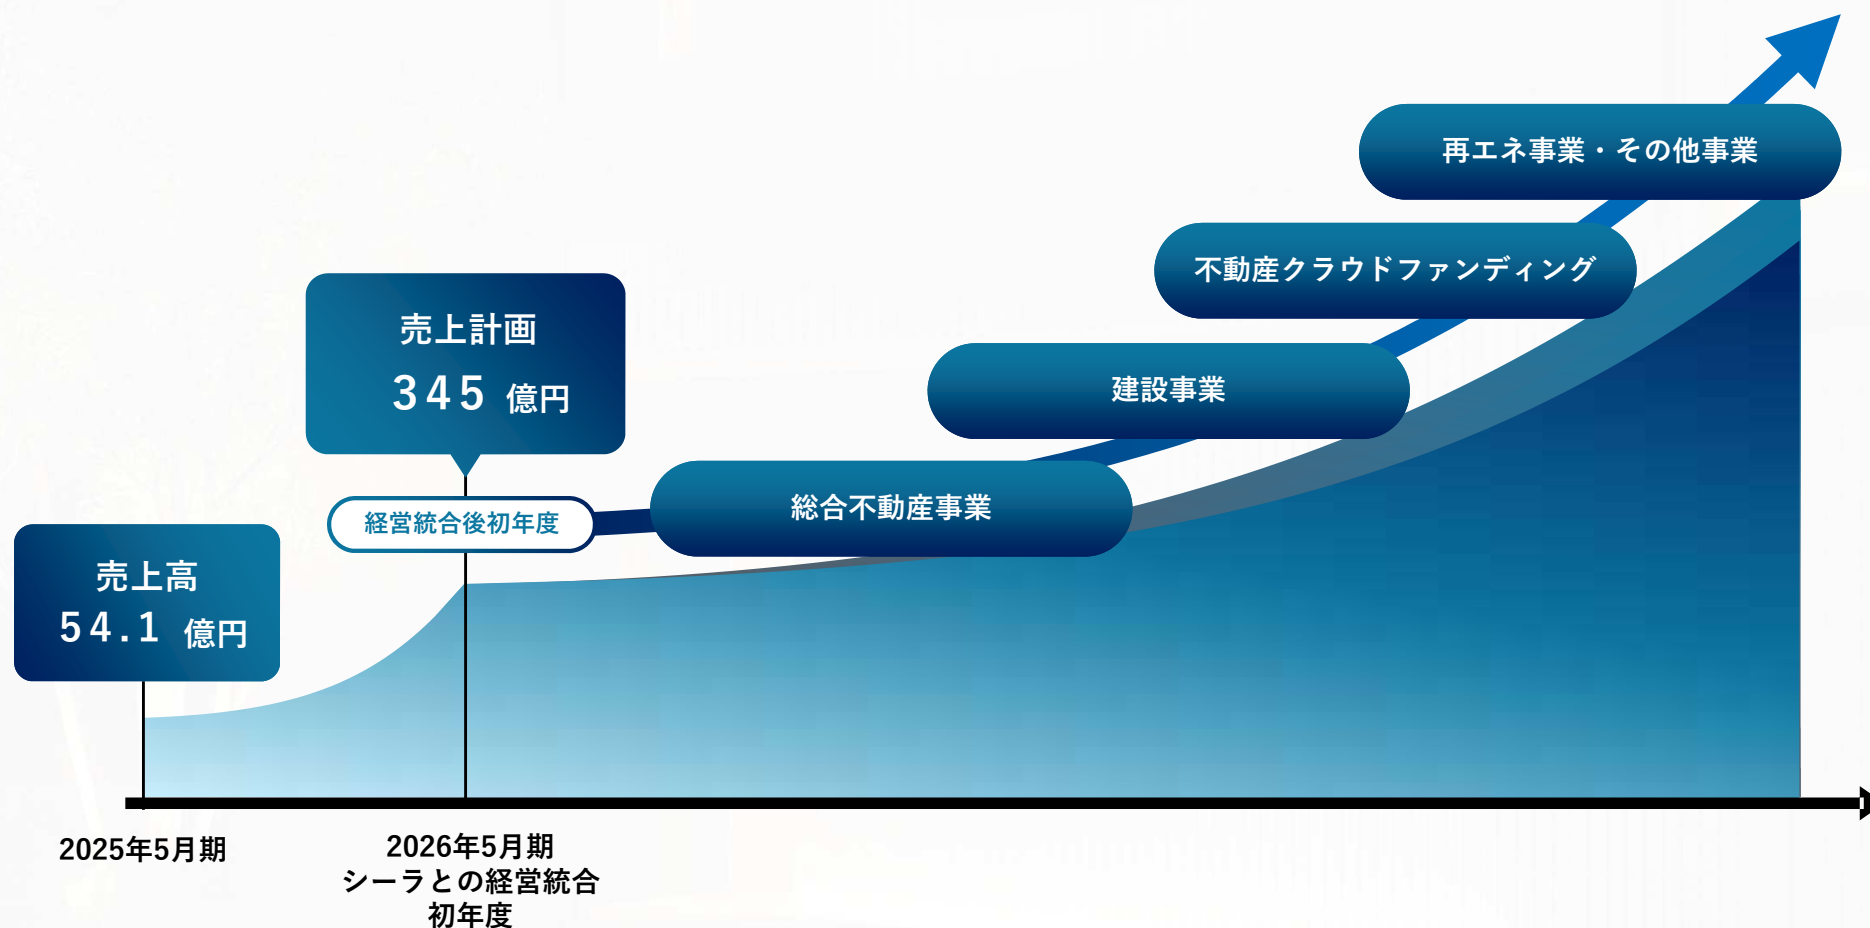 再エネ事業・その他事業
不動産クラウドファンディング
売上計画
345 億円
建設事業
総合不動産事業
経営統合後初年度
売上高
54.1 億円
2025年5月期
2026年5月期
シーラとの経営統合
初年度